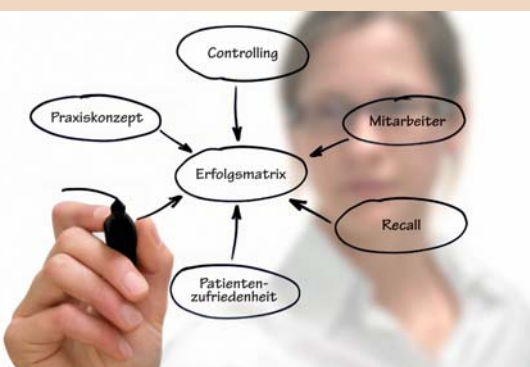 Controlling
Praxiskonzept
Mitarbeiter
Erfolgsmatrix
Recall
Patienten-
zufriedenheit